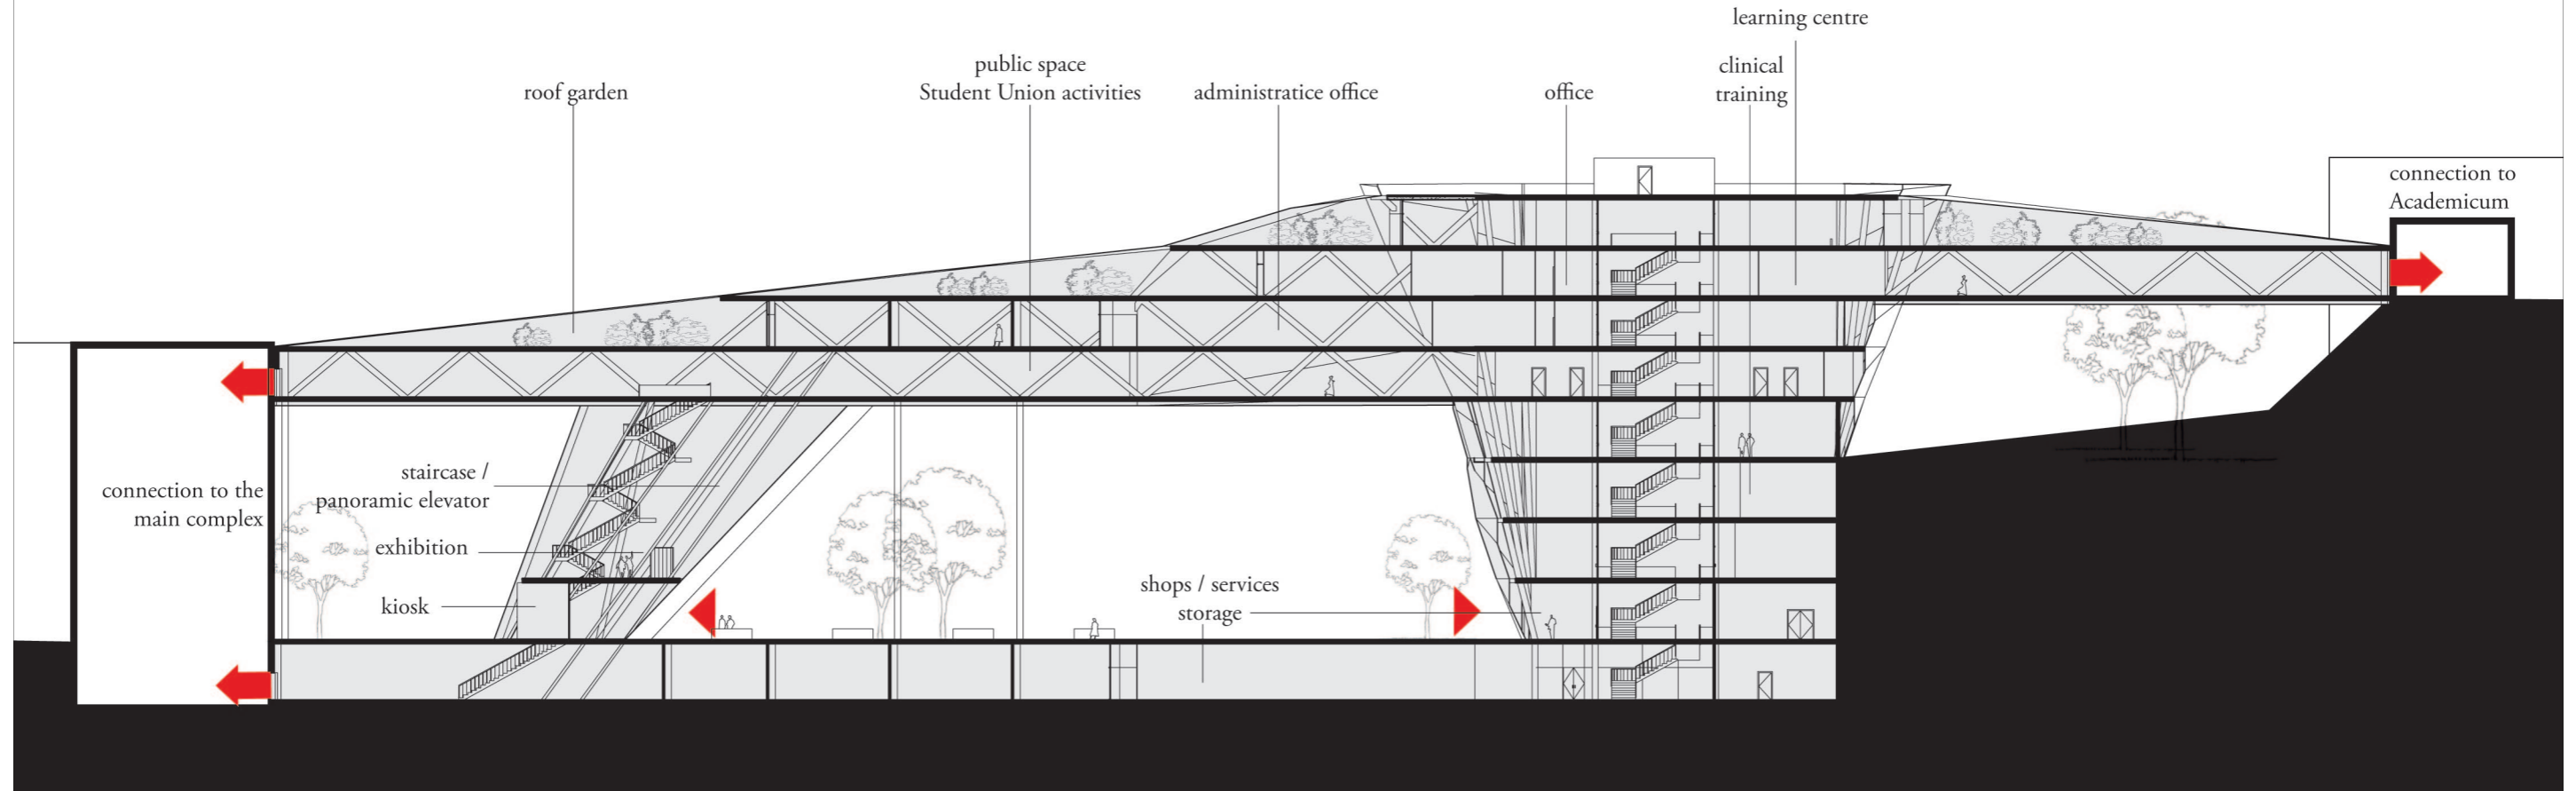 learning centre
public space
Student Union activities
clinical
training
roof garden
administratice office
office
connection to
Academicum
staircase /
panoramic elevator
connection to the
main complex
exhibition
kiosk
shops / services
storage